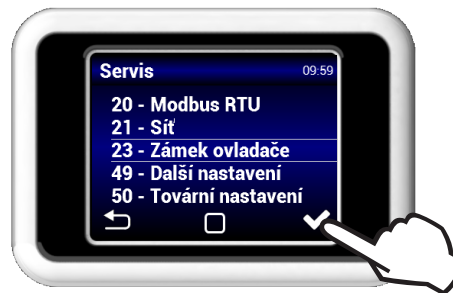 Servis 09:59
20 - Modbus RTU
21 - Síť
23 - Zámek ovladače
49 - Další nastavení
50 - Tovární nastavení